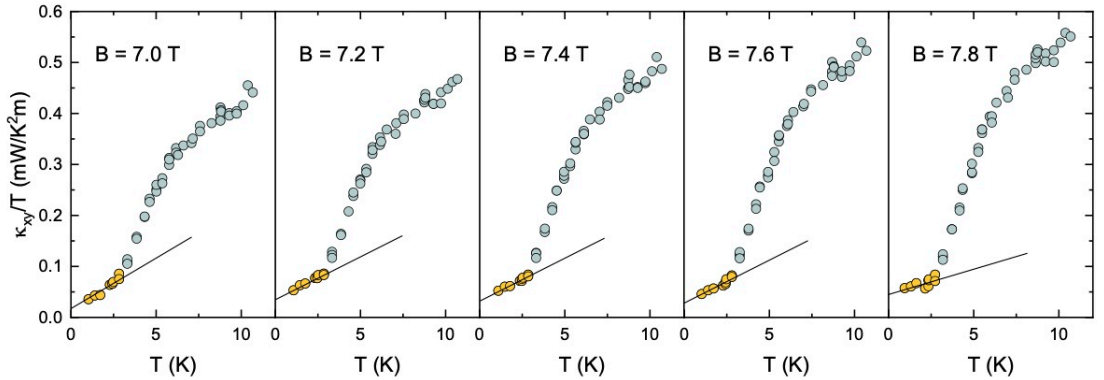 0.6
0.5
0.4
0.3
0.2
0.1
0.0
κxy/T (mW/K²m)
B = 7.0 T
B = 7.2 T
B = 7.4 T
B = 7.6 T
B = 7.8 T
0 5 10 0 5 10 0 5 10 0 5 10 0 5 10
T (K) T (K) T (K) T (K) T (K)